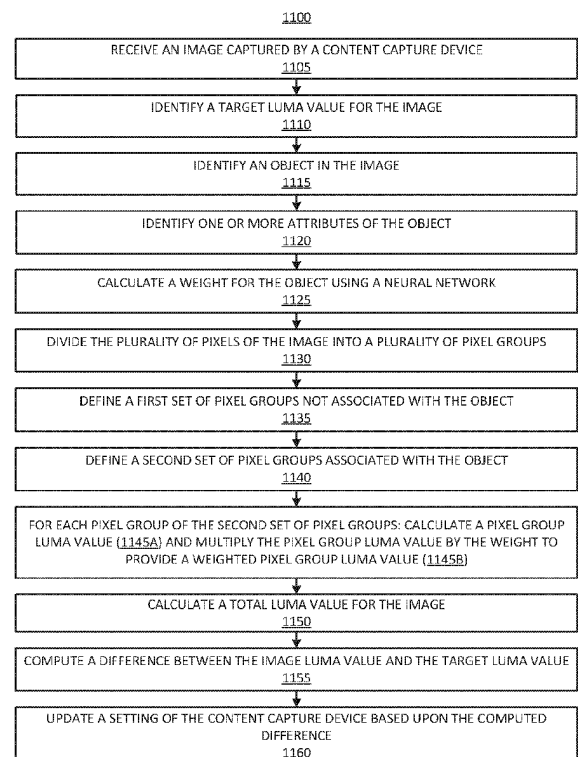 1100
RECEIVE AN IMAGE CAPTURED BY A CONTENT CAPTURE DEVICE
1105
IDENTIFY A TARGET LUMA VALUE FOR THE IMAGE
1110
IDENTIFY AN OBJECT IN THE IMAGE
1115
IDENTIFY ONE OR MORE ATTRIBUTES OF THE OBJECT
1120
CALCULATE A WEIGHT FOR THE OBJECT USING A NEURAL NETWORK
1125
DIVIDE THE PLURALITY OF PIXELS OF THE IMAGE INTO A PLURALITY OF PIXEL GROUPS
1130
DEFINE A FIRST SET OF PIXEL GROUPS NOT ASSOCIATED WITH THE OBJECT
1135
DEFINE A SECOND SET OF PIXEL GROUPS ASSOCIATED WITH THE OBJECT
1140
FOR EACH PIXEL GROUP OF THE SECOND SET OF PIXEL GROUPS: CALCULATE A PIXEL GROUP
LUMA VALUE (1145A) AND MULTIPLY THE PIXEL GROUP LUMA VALUE BY THE WEIGHT TO
PROVIDE A WEIGHTED PIXEL GROUP LUMA VALUE (1145B)
CALCULATE A TOTAL LUMA VALUE FOR THE IMAGE
1150
COMPUTE A DIFFERENCE BETWEEN THE IMAGE LUMA VALUE AND THE TARGET LUMA VALUE
1155
UPDATE A SETTING OF THE CONTENT CAPTURE DEVICE BASED UPON THE COMPUTED
DIFFERENCE
1160